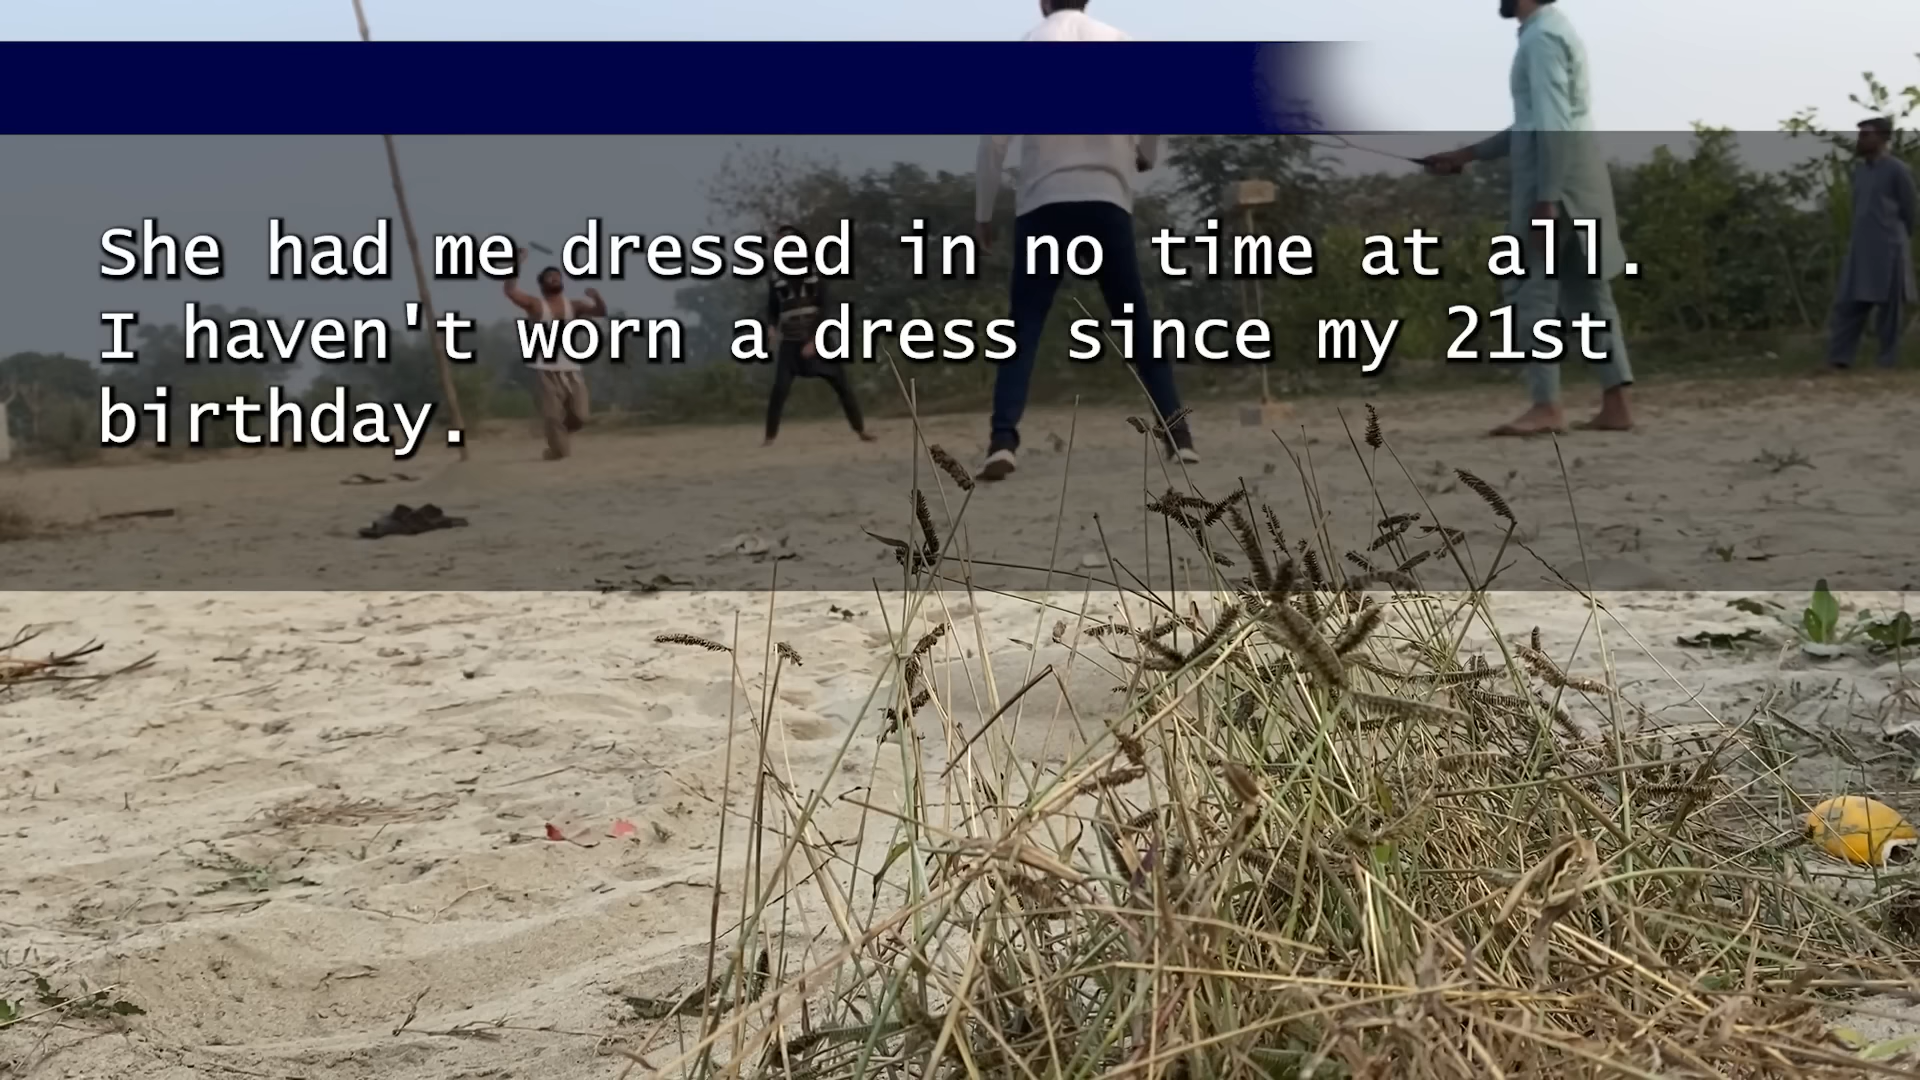 She had me dressed in no time at all.
I haven't worn a dress since my 21st
birthday.